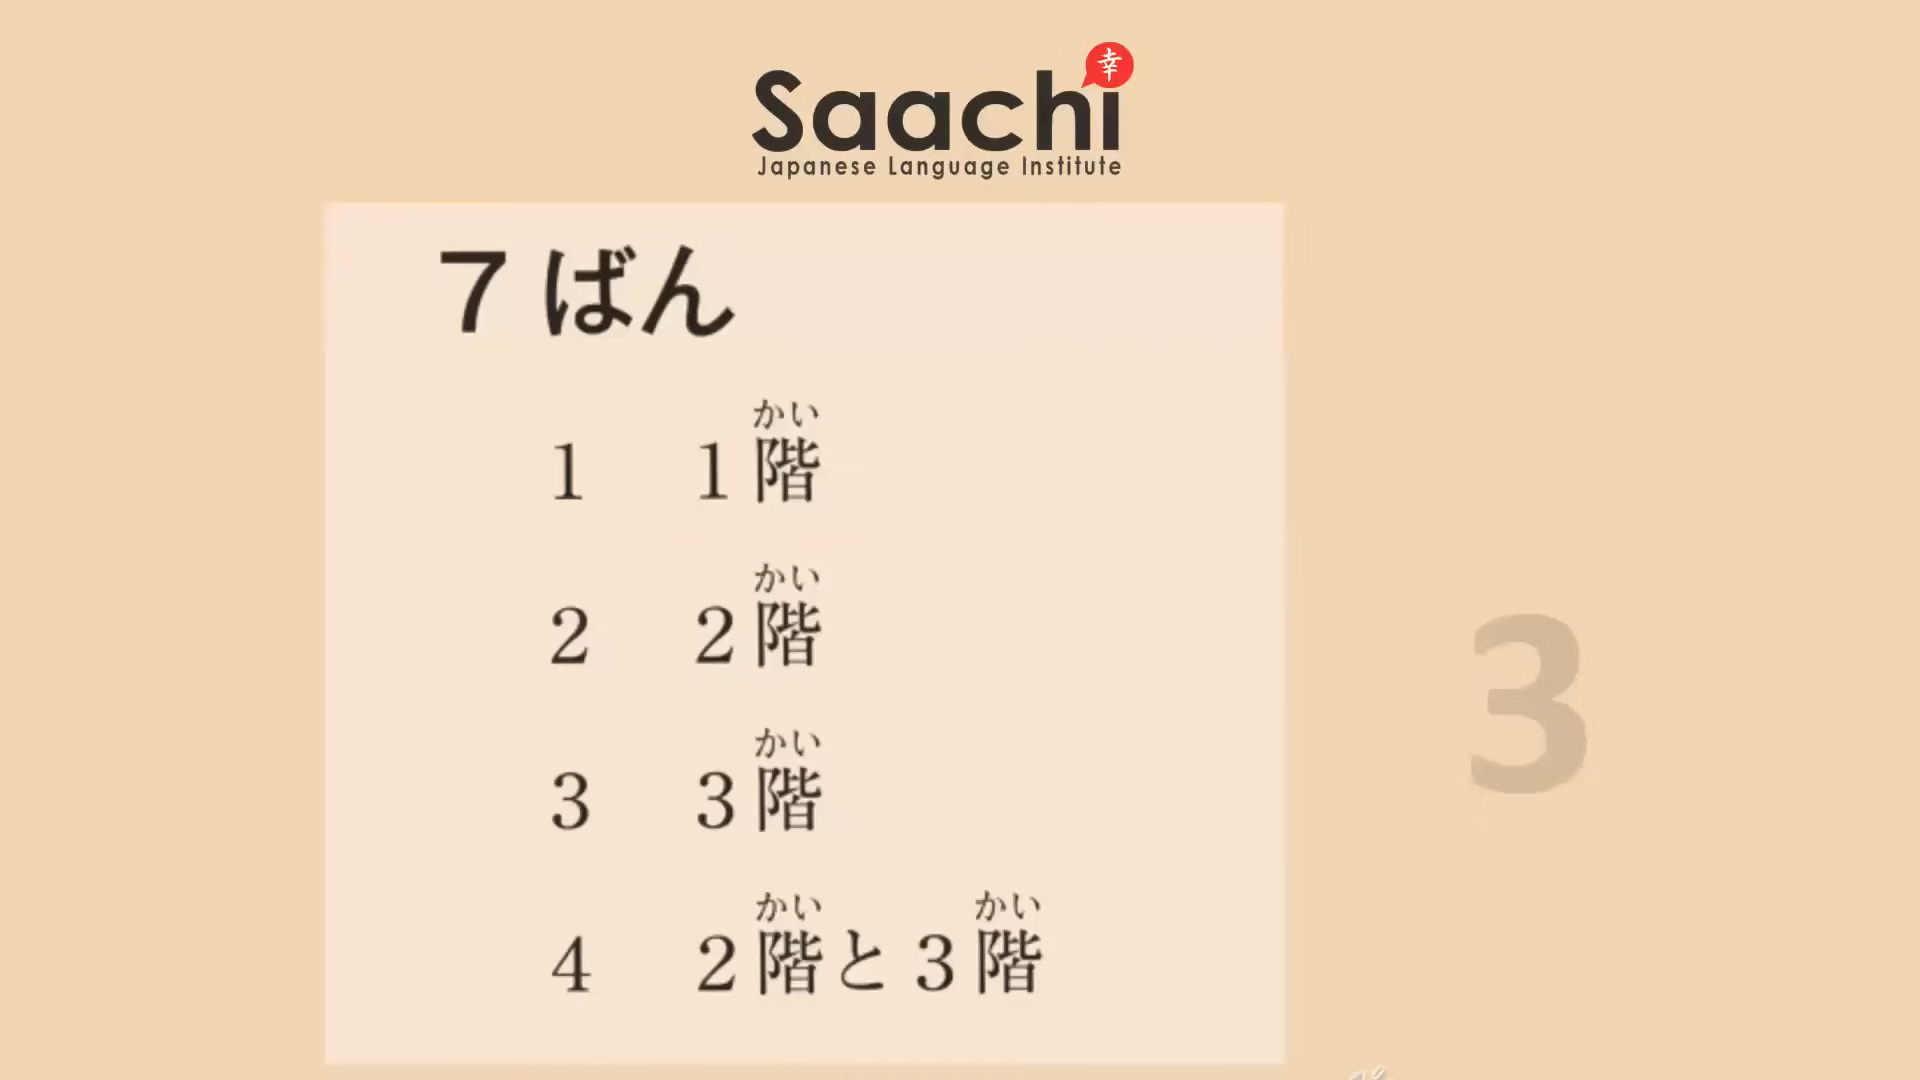 幸
Saachi
Japanese Language Institute
7 ばん
かい
1 1階
かい
2 2階
かい
3 3階
3
かい かい
4 2階と3階